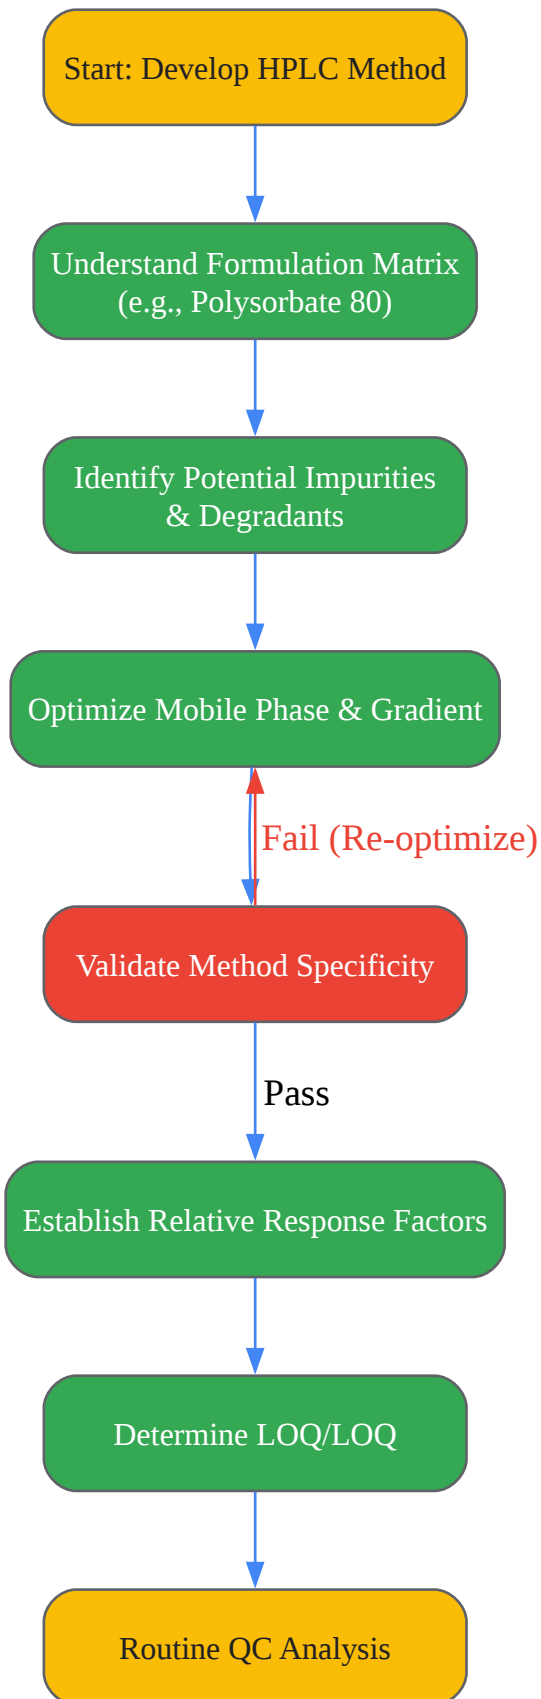 Start: Develop HPLC Method
Understand Formulation Matrix
(e.g., Polysorbate 80)
Identify Potential Impurities
& Degradants
Optimize Mobile Phase & Gradient
Fail (Re-optimize)
Validate Method Specificity
Pass
Establish Relative Response Factors
Determine LOQ/LOQ
Routine QC Analysis